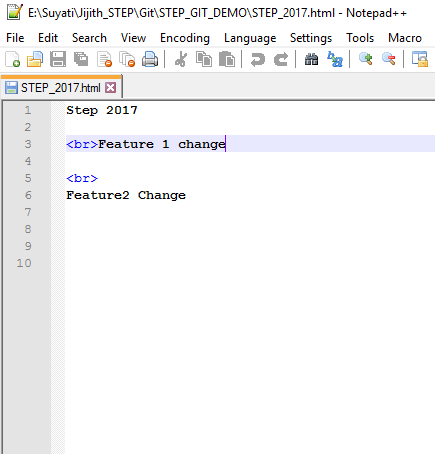 E:\Suyati\Jijith_STEP\Git\STEP_GIT_DEMO\STEP_2017.html - Notepad++
File Edit Search View Encoding Language Settings Tools Macro
STEP_2017.html
1 Step 2017
2
3 <br>Feature 1 change
4
5 <br>
6 Feature2 Change
7
8
9
10